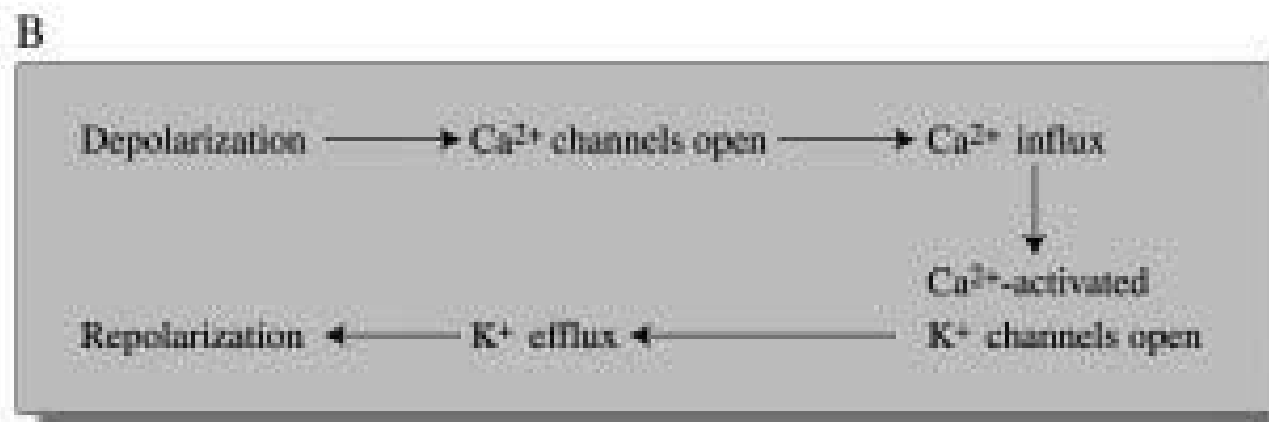 B
Depolarization Ca²⁺ channels open Ca²⁺ influx
Ca²⁺-activated
Repolarization K⁺ efflux K⁺ channels open